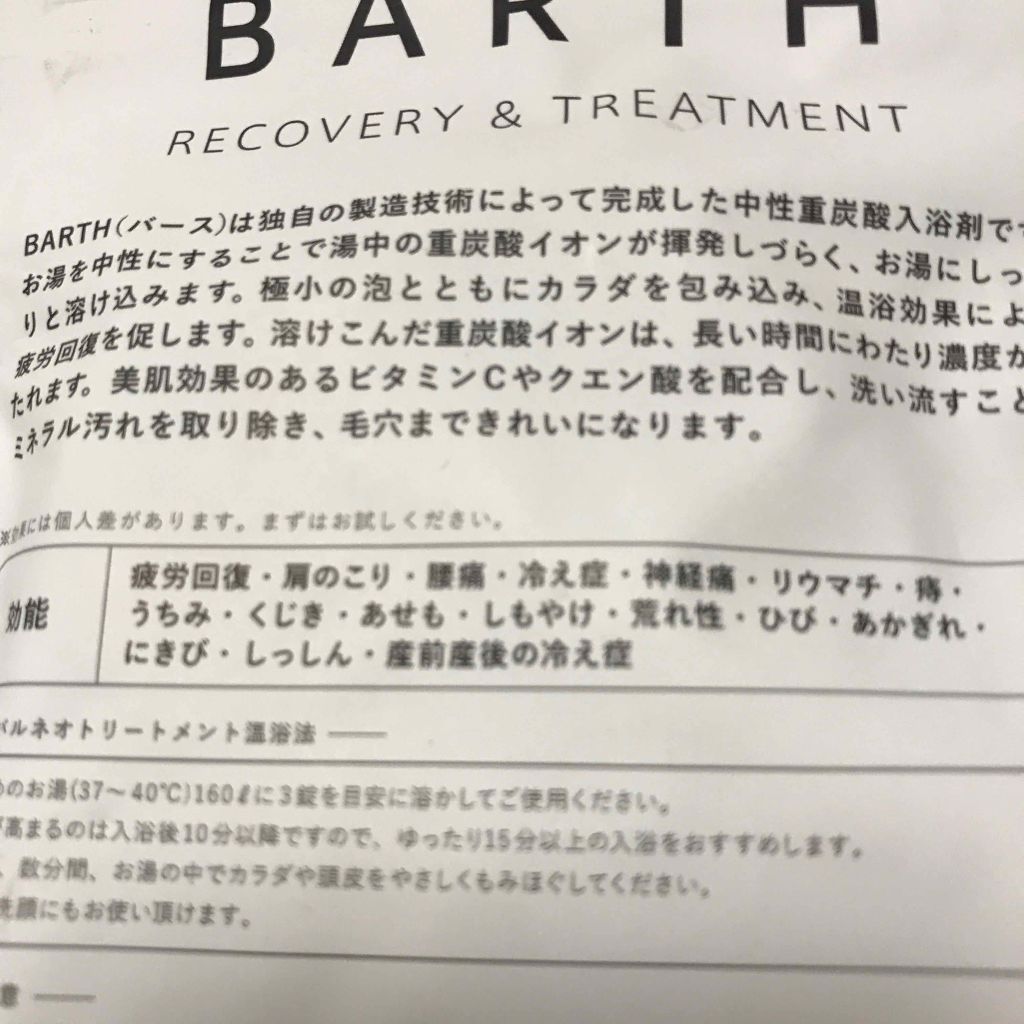 BARTH
RECOVERY & TREATMENT
BARTH(バース)は独自の製造技術によって完成した中性重炭酸入浴剤です
お湯を中性にすることで湯中の重炭酸イオンが揮発しづらく、お湯にしっ
りと溶け込みます。極小の泡とともにカラダを包み込み、温浴効果によ
疲労回復を促します。溶けこんだ重炭酸イオンは、長い時間にわたり濃度が
たれます。美肌効果のあるビタミンCやクエン酸を配合し、洗い流すこと
ミネラル汚れを取り除き、毛穴まできれいになります。
※効果には個人差があります。まずはお試しください。
効能
疲労回復・肩のこり・腰痛・冷え症・神経痛・リウマチ・痔・
うちみ・くじき・あせも・しもやけ・荒れ性・ひび・あかぎれ・
にきび・しっしん・産前産後の冷え症
バルネオトリートメント温浴法
のお湯(37〜40℃)160ℓに3錠を目安に溶かしてご使用ください。
が高まるのは入浴後10分以降ですので、ゆったり15分以上の入浴をおすすめします。
、数分間、お湯の中でカラダや頭皮をやさしくもみほぐしてください。
洗顔にもお使い頂けます。
意